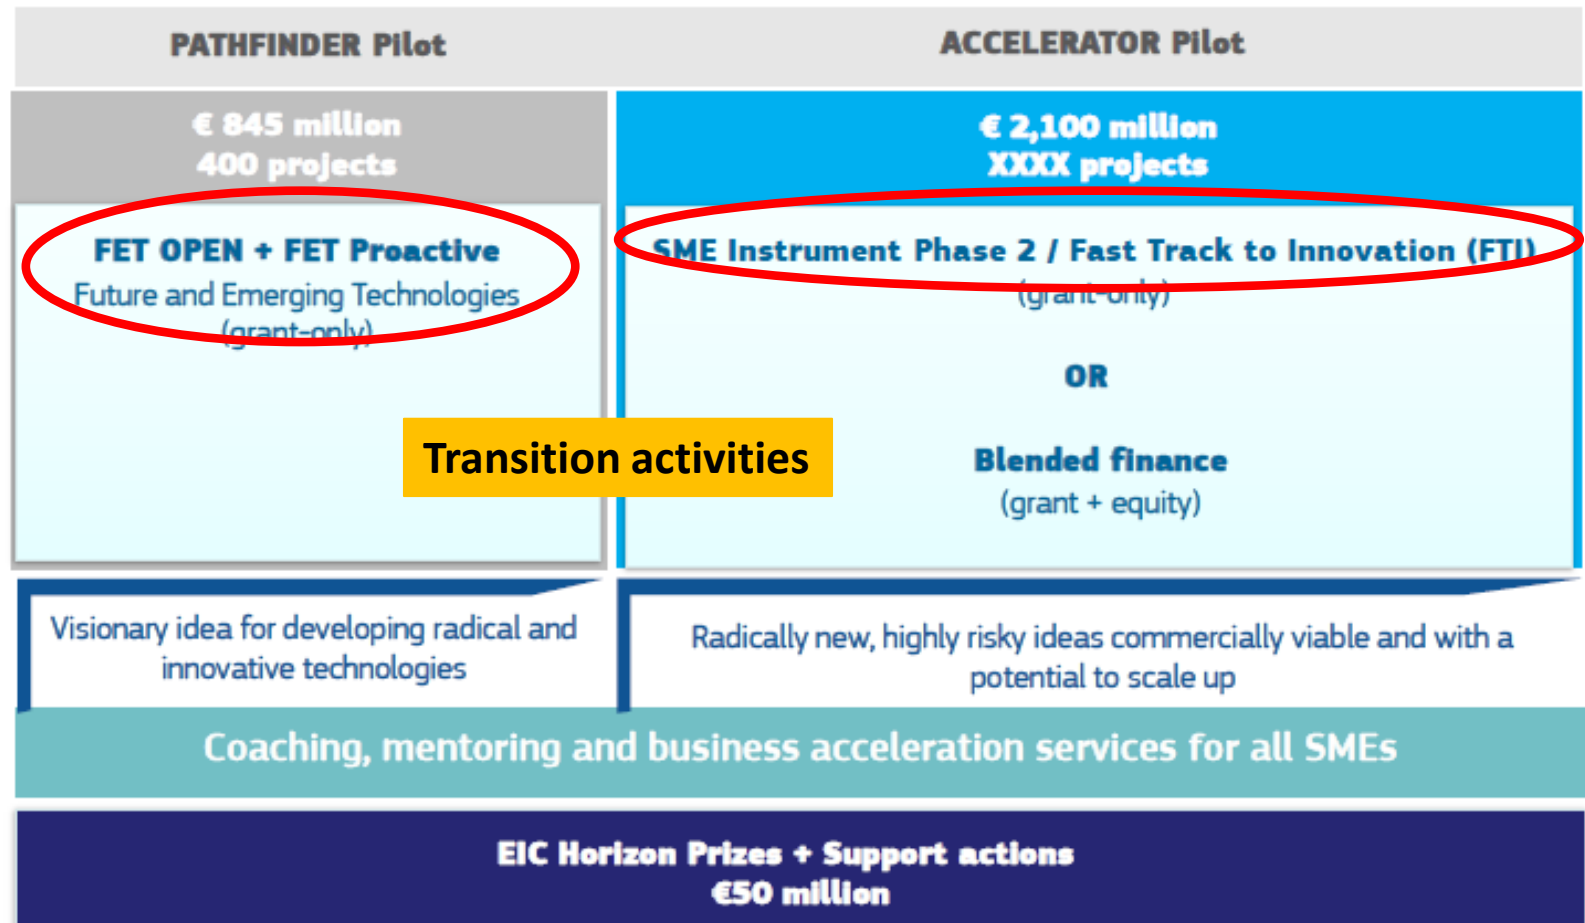 PATHFINDER Pilot
ACCELERATOR Pilot
€ 845 million
400 projects
€ 2,100 million
XXXX projects
FET OPEN + FET Proactive
Future and Emerging Technologies
(grant-only)
SME Instrument Phase 2 / Fast Track to Innovation (FTI)
(grant-only)
OR
Blended finance
(grant + equity)
Transition activities
Visionary idea for developing radical and
innovative technologies
Radically new, highly risky ideas commercially viable and with a
potential to scale up
Coaching, mentoring and business acceleration services for all SMEs
EIC Horizon Prizes + Support actions
€50 million